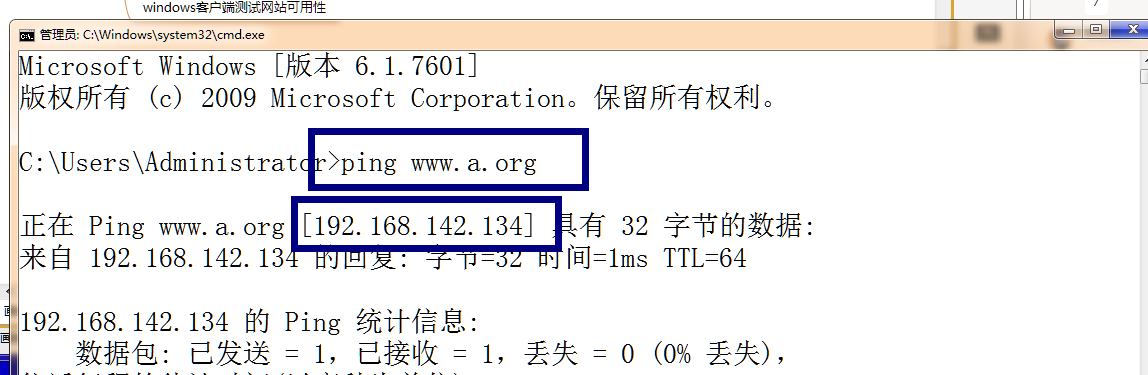 windows客户端测试网站可用性
7
管理员: C:\Windows\system32\cmd.exe
Microsoft Windows [版本 6.1.7601]
版权所有 (c) 2009 Microsoft Corporation。保留所有权利。
C:\Users\Administrator>ping www.a.org
正在 Ping www.a.org [192.168.142.134] 具有 32 字节的数据:
来自 192.168.142.134 的回复: 字节=32 时间=1ms TTL=64
192.168.142.134 的 Ping 统计信息:
数据包: 已发送 = 1，已接收 = 1，丢失 = 0 (0% 丢失)，